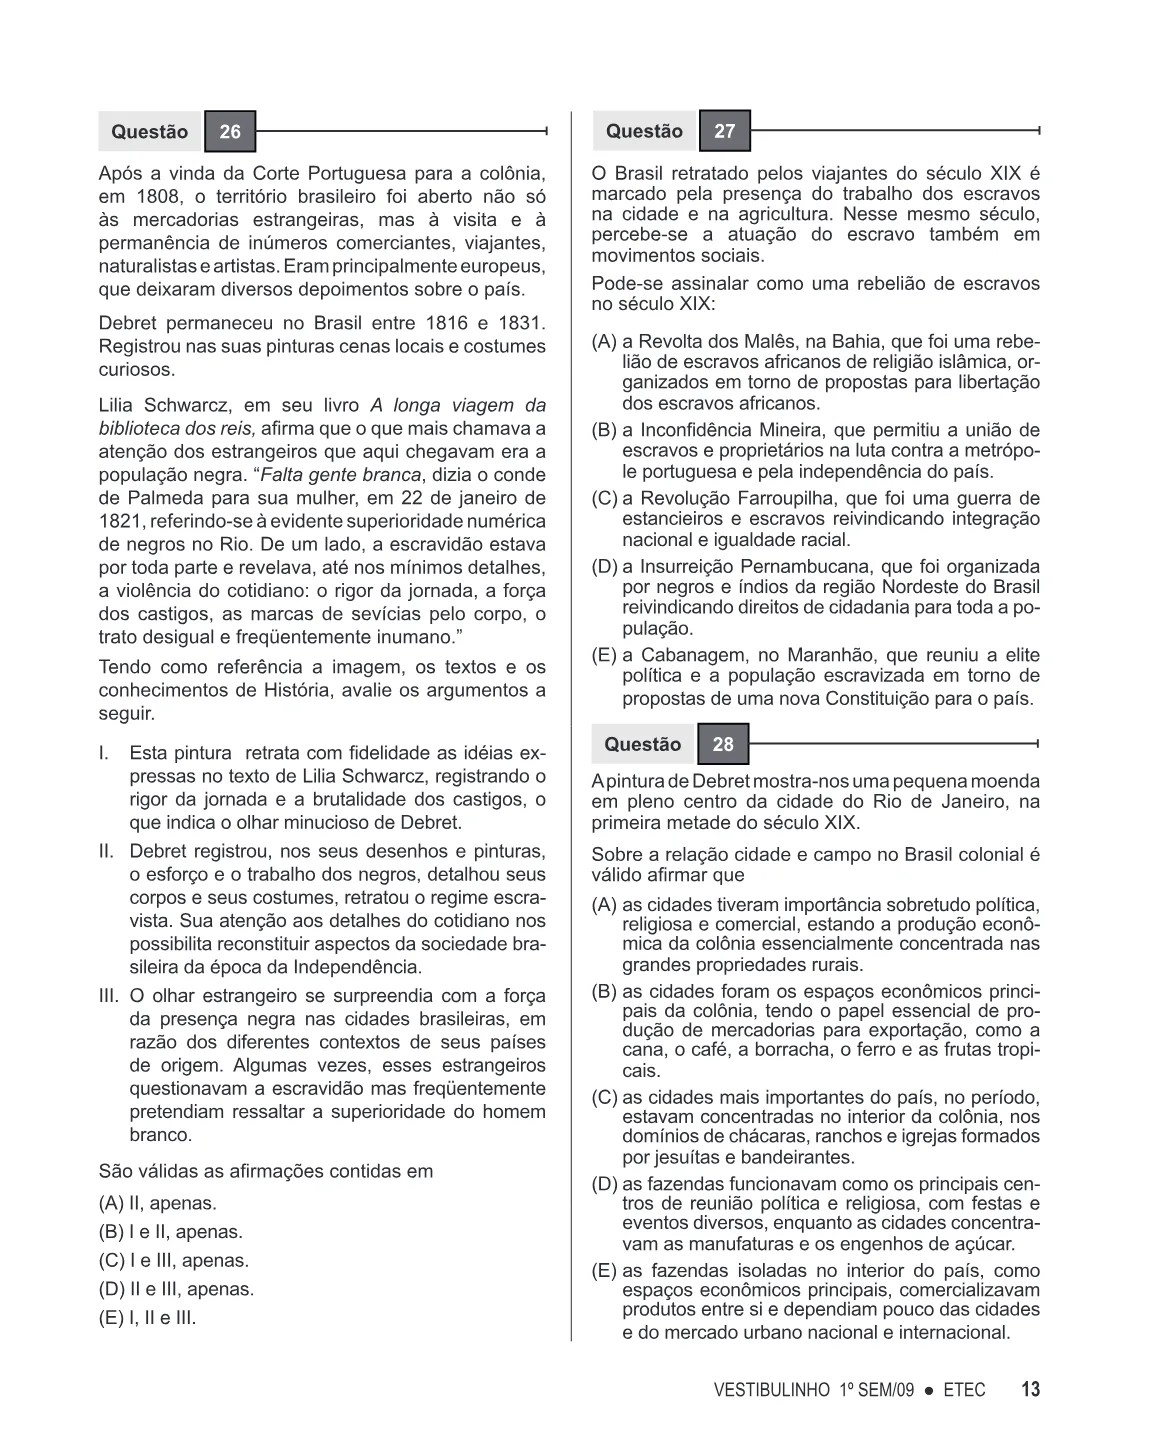 Questão 26
Após a vinda da Corte Portuguesa para a colônia,
em 1808, o território brasileiro foi aberto não só
às mercadorias estrangeiras, mas à visita e à
permanência de inúmeros comerciantes, viajantes,
naturalistas e artistas. Eram principalmente europeus,
que deixaram diversos depoimentos sobre o país.
Debret permaneceu no Brasil entre 1816 e 1831.
Registrou nas suas pinturas cenas locais e costumes
curiosos.
Lilia Schwarcz, em seu livro A longa viagem da
biblioteca dos reis, afirma que o que mais chamava a
atenção dos estrangeiros que aqui chegavam era a
população negra. “Falta gente branca, dizia o conde
de Palmeda para sua mulher, em 22 de janeiro de
1821, referindo-se à evidente superioridade numérica
de negros no Rio. De um lado, a escravidão estava
por toda parte e revelava, até nos mínimos detalhes,
a violência do cotidiano: o rigor da jornada, a força
dos castigos, as marcas de sevícias pelo corpo, o
trato desigual e freqüentemente inumano.”
Tendo como referência a imagem, os textos e os
conhecimentos de História, avalie os argumentos a
seguir.
I. Esta pintura retrata com fidelidade as idéias ex-
pressas no texto de Lilia Schwarcz, registrando o
rigor da jornada e a brutalidade dos castigos, o
que indica o olhar minucioso de Debret.
II. Debret registrou, nos seus desenhos e pinturas,
o esforço e o trabalho dos negros, detalhou seus
corpos e seus costumes, retratou o regime escra-
vista. Sua atenção aos detalhes do cotidiano nos
possibilita reconstituir aspectos da sociedade bra-
sileira da época da Independência.
III. O olhar estrangeiro se surpreendia com a força
da presença negra nas cidades brasileiras, em
razão dos diferentes contextos de seus países
de origem. Algumas vezes, esses estrangeiros
questionavam a escravidão mas freqüentemente
pretendiam ressaltar a superioridade do homem
branco.
São válidas as afirmações contidas em
(A) II, apenas.
(B) I e II, apenas.
(C) I e III, apenas.
(D) II e III, apenas.
(E) I, II e III.
Questão 27
O Brasil retratado pelos viajantes do século XIX é
marcado pela presença do trabalho dos escravos
na cidade e na agricultura. Nesse mesmo século,
percebe-se a atuação do escravo também em
movimentos sociais.
Pode-se assinalar como uma rebelião de escravos
no século XIX:
(A) a Revolta dos Malês, na Bahia, que foi uma rebe-
lião de escravos africanos de religião islâmica, or-
ganizados em torno de propostas para libertação
dos escravos africanos.
(B) a Inconfidência Mineira, que permitiu a união de
escravos e proprietários na luta contra a metrópo-
le portuguesa e pela independência do país.
(C) a Revolução Farroupilha, que foi uma guerra de
estancieiros e escravos reivindicando integração
nacional e igualdade racial.
(D) a Insurreição Pernambucana, que foi organizada
por negros e índios da região Nordeste do Brasil
reivindicando direitos de cidadania para toda a po-
pulação.
(E) a Cabanagem, no Maranhão, que reuniu a elite
política e a população escravizada em torno de
propostas de uma nova Constituição para o país.
Questão 28
A pintura de Debret mostra-nos uma pequena moenda
em pleno centro da cidade do Rio de Janeiro, na
primeira metade do século XIX.
Sobre a relação cidade e campo no Brasil colonial é
válido afirmar que
(A) as cidades tiveram importância sobretudo política,
religiosa e comercial, estando a produção econô-
mica da colônia essencialmente concentrada nas
grandes propriedades rurais.
(B) as cidades foram os espaços econômicos princi-
pais da colônia, tendo o papel essencial de pro-
dução de mercadorias para exportação, como a
cana, o café, a borracha, o ferro e as frutas tropi-
cais.
(C) as cidades mais importantes do país, no período,
estavam concentradas no interior da colônia, nos
domínios de chácaras, ranchos e igrejas formados
por jesuítas e bandeirantes.
(D) as fazendas funcionavam como os principais cen-
tros de reunião política e religiosa, com festas e
eventos diversos, enquanto as cidades concentra-
vam as manufaturas e os engenhos de açúcar.
(E) as fazendas isoladas no interior do país, como
espaços econômicos principais, comercializavam
produtos entre si e dependiam pouco das cidades
e do mercado urbano nacional e internacional.
VESTIBULINHO 1º SEM/09 ● ETEC 13